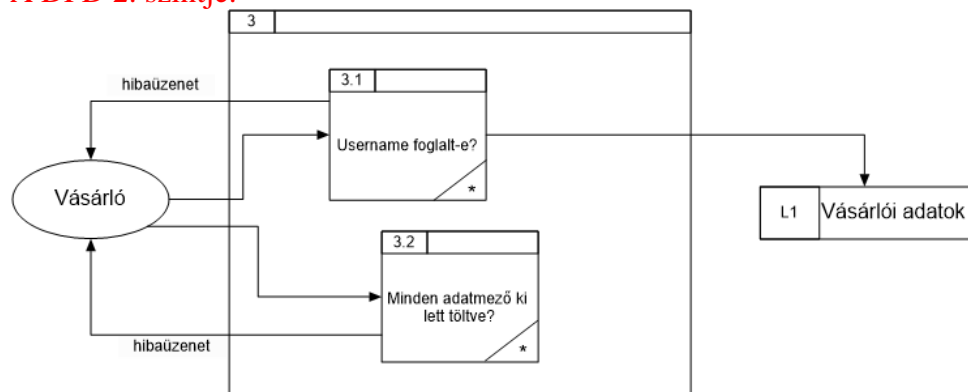 A DFD 2. szintje:
3
3.1
hibaüzenet
Username foglalt-e?
*
Vásárló
L1
Vásárlói adatok
3.2
Minden adatmező ki
lett töltve?
*
hibaüzenet